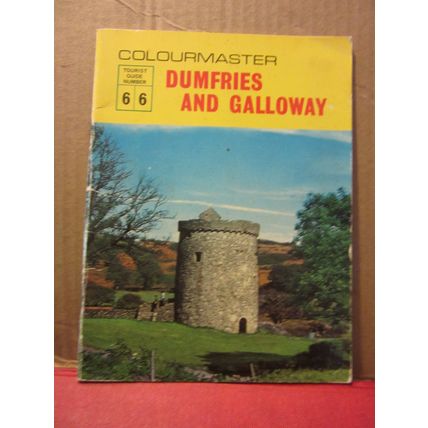 COLOURMASTER
TOURIST
GUIDE
NUMBER
66
DUMFRIES
AND GALLOWAY